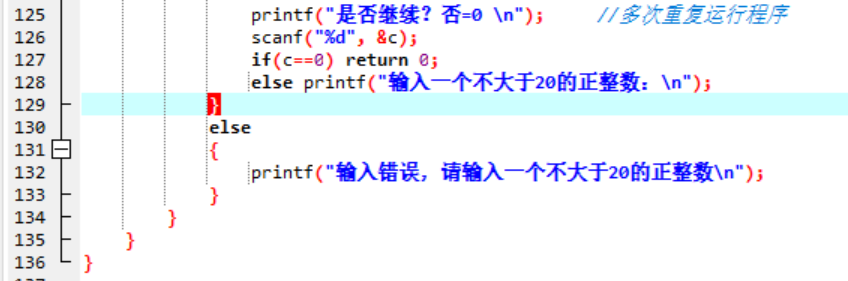 125 printf("是否继续？否=0 \n"); //多次重复运行程序
126 scanf("%d", &c);
127 if(c==0) return 0;
128 else printf("输入一个不大于20的正整数：\n");
129 }
130 else
131 {
132 printf("输入错误，请输入一个不大于20的正整数\n");
133 }
134 }
135 }
136 }